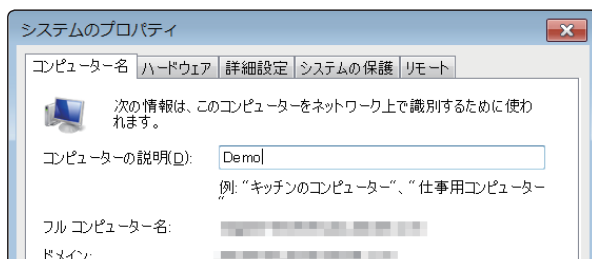 システムのプロパティ
コンピューター名 ハードウェア 詳細設定 システムの保護 リモート
次の情報は、このコンピューターをネットワーク上で識別するために使わ
れます。
コンピューターの説明(D): Demo
例: "キッチンのコンピューター"、"仕事用コンピューター
"
フル コンピューター名:
ドメイン: